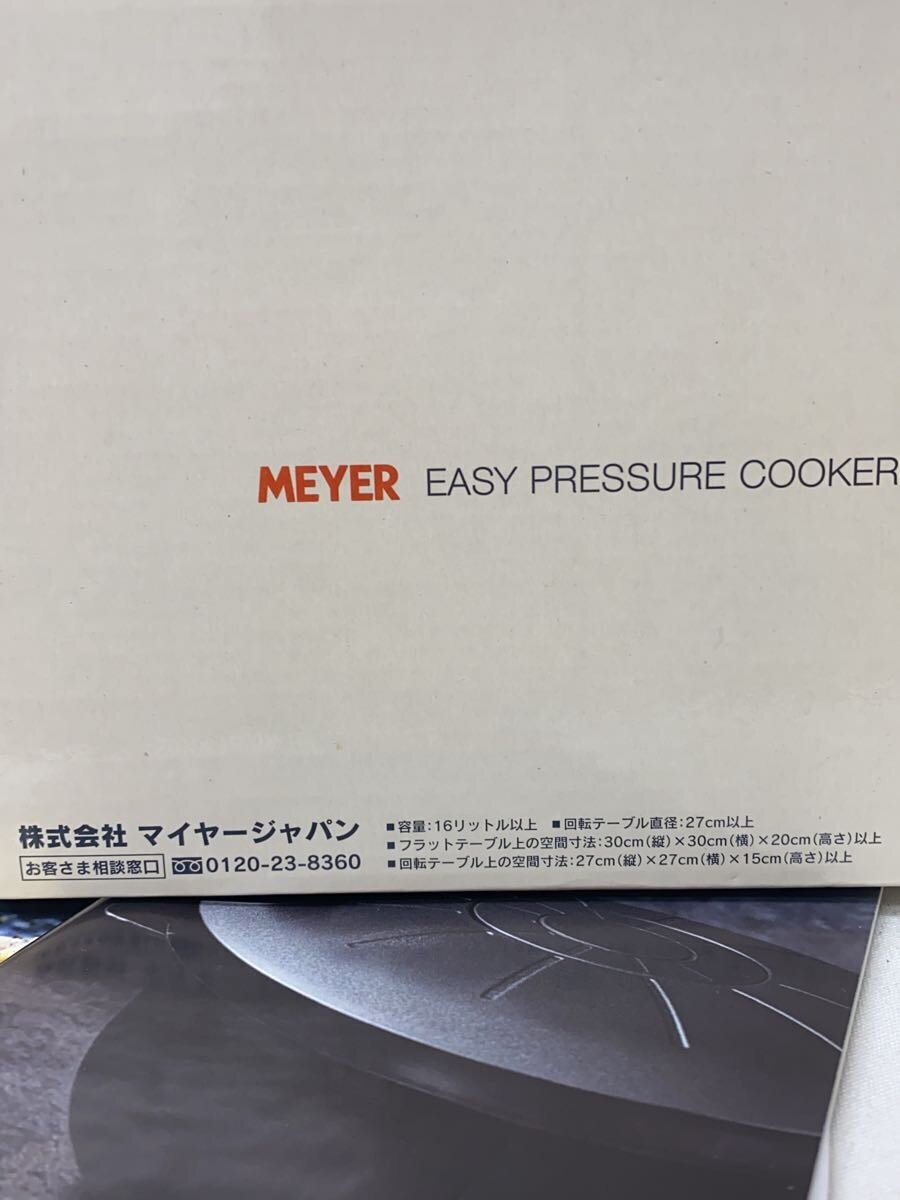 MEYER EASY PRESSURE COOKER
株式会社 マイヤージャパン
お客さま相談窓口 0120-23-8360
■容量:16リットル以上 ■回転テーブル直径:27cm以上
■フラットテーブル上の空間寸法:30cm(縦)×30cm(横)×20cm(高さ)以上
■回転テーブル上の空間寸法:27cm(縦)×27cm(横)×15cm(高さ)以上